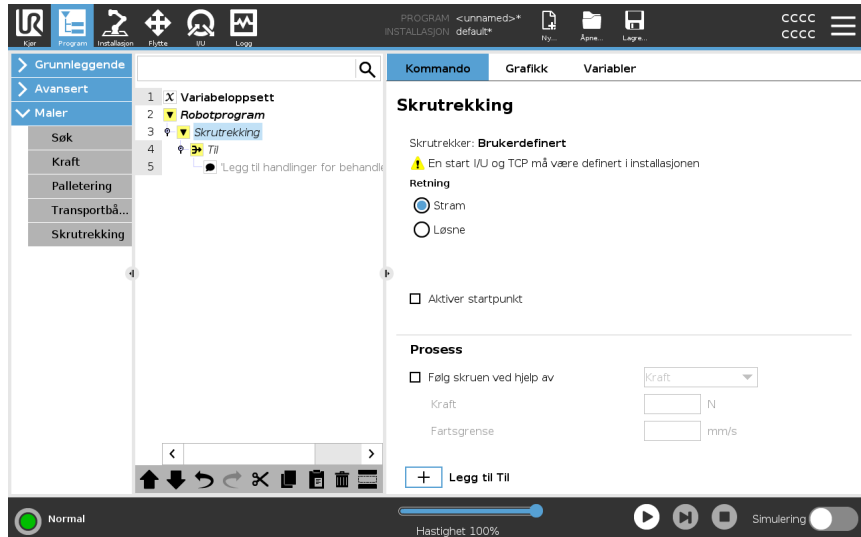 UR
PROGRAM <unnamed>*
INSTALLASJON default*
cccc
cccc
Kjør Program Installasjon Flytte I/U Logg Ny... Åpne... Lagre...
Grunnleggende
Avansert
Maler
Søk
Kraft
Palletering
Transportbå...
Skrutrekking
1 X Variabeloppsett
2 Robotprogram
3 Skrutrekking
4 Til
5 'Legg til handlinger for behandle
Kommando Grafikk Variabler
Skrutrekking
Skrutrekker: Brukerdefinert
En start I/U og TCP må være definert i installasjonen
Retning
Stram
Løsne
Aktiver startpunkt
Prosess
Følg skruen ved hjelp av Kraft
Kraft N
Fartsgrense mm/s
+ Legg til Til
Normal
Hastighet 100%
Simulering